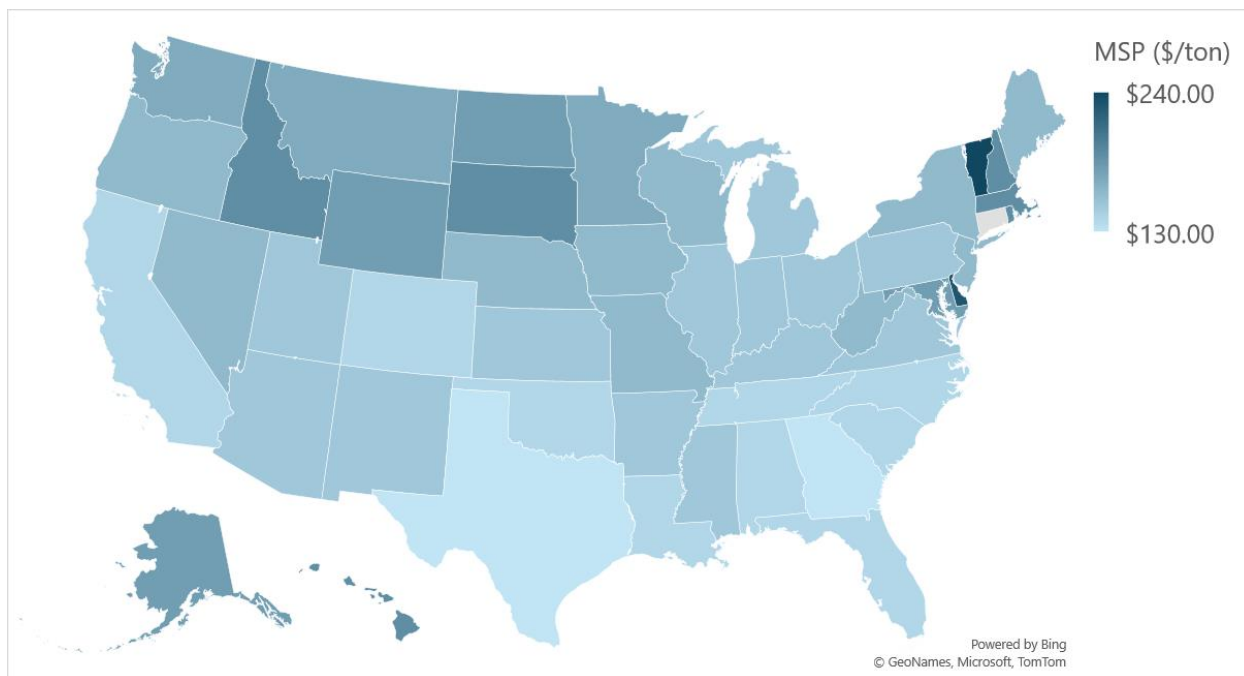 MSP ($/ton)
$240.00
$130.00
Powered by Bing
© GeoNames, Microsoft, TomTom